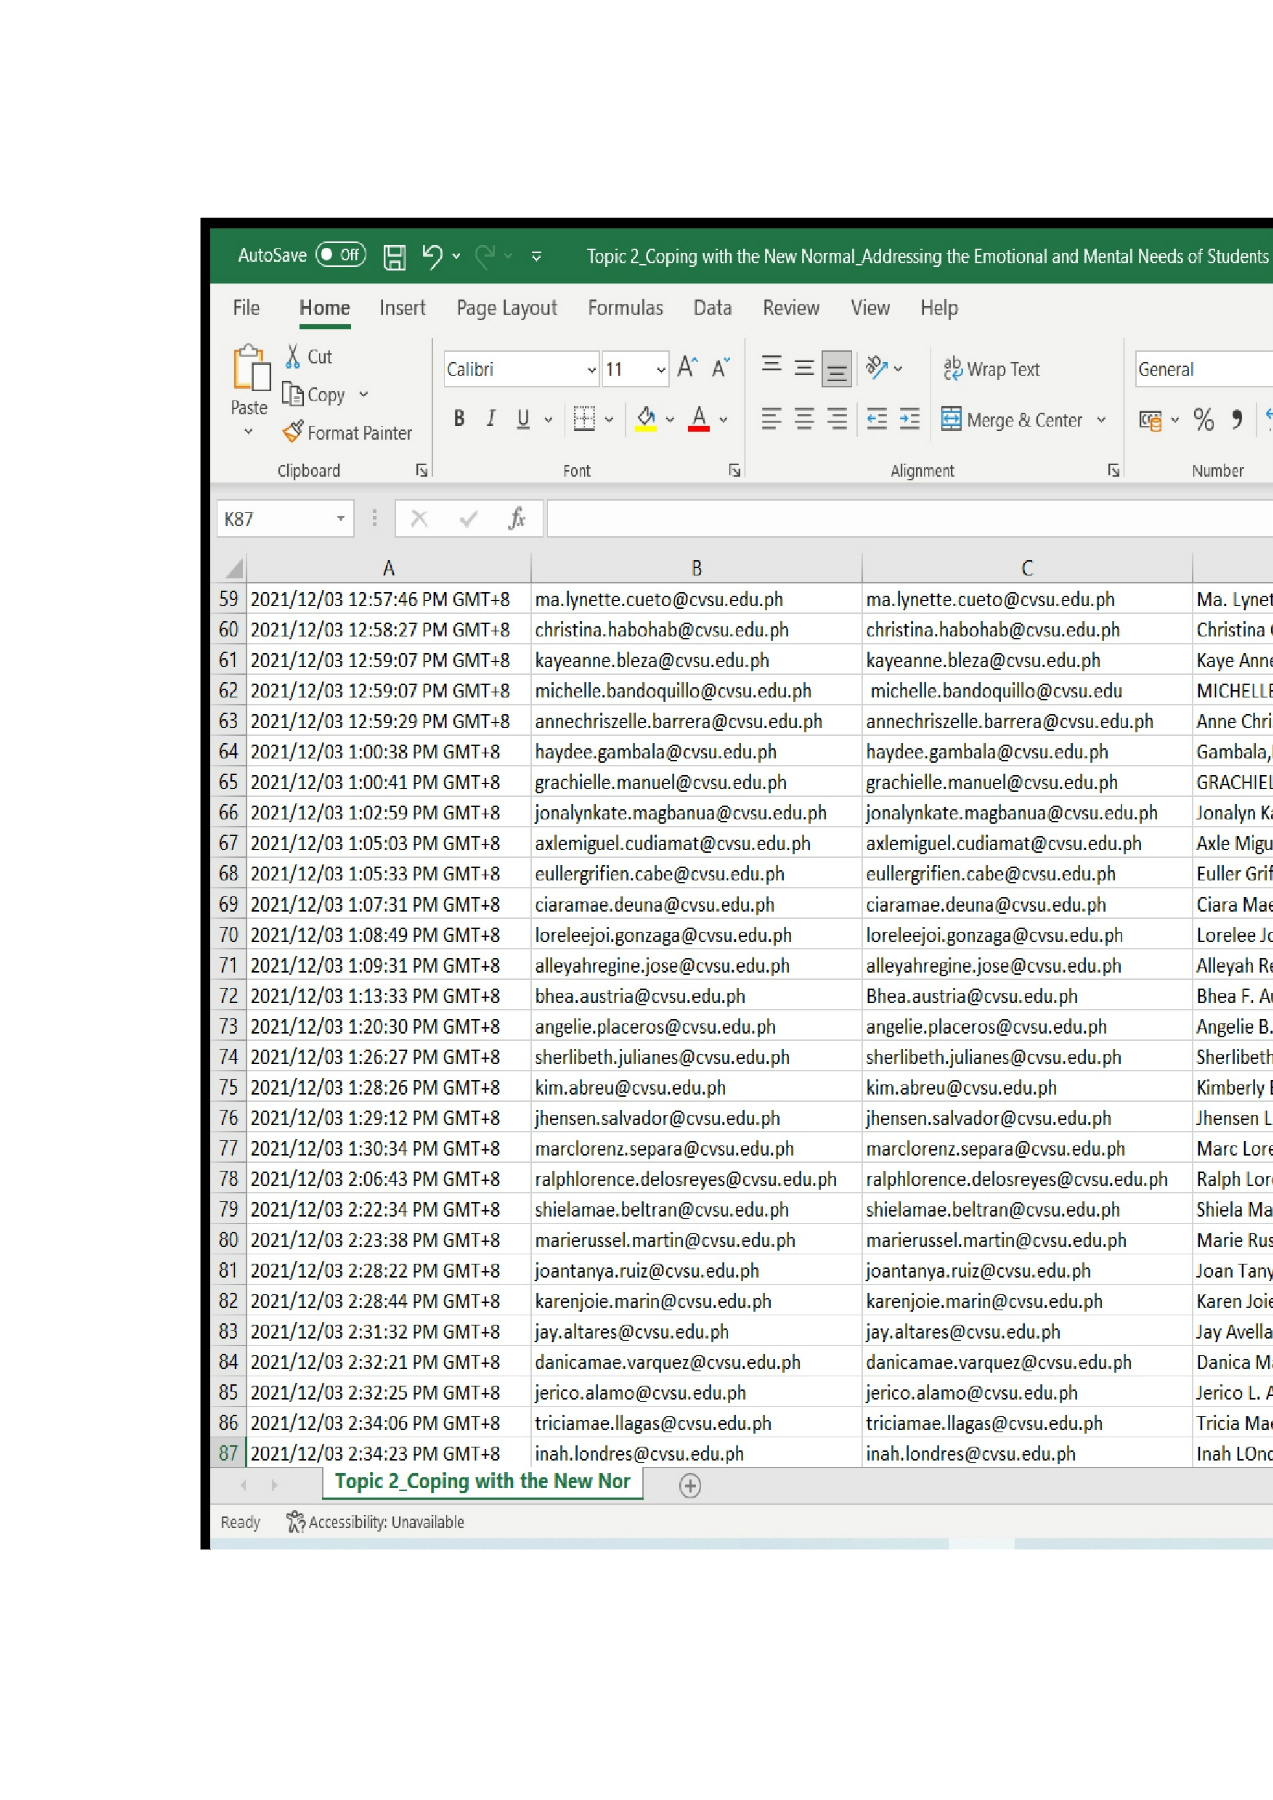 AutoSave Off Topic 2_Coping with the New Normal_Addressing the Emotional and Mental Needs of Students
File Home Insert Page Layout Formulas Data Review View Help
Paste Cut Copy Format Painter
Calibri 11 A A
B I U A
ab Wrap Text
Merge & Center
General
% ,
Clipboard Font Alignment Number
K87 fx
A B C
59 2021/12/03 12:57:46 PM GMT+8 ma.lynette.cueto@cvsu.edu.ph ma.lynette.cueto@cvsu.edu.ph Ma. Lynet
60 2021/12/03 12:58:27 PM GMT+8 christina.habohab@cvsu.edu.ph christina.habohab@cvsu.edu.ph Christina
61 2021/12/03 12:59:07 PM GMT+8 kayeanne.bleza@cvsu.edu.ph kayeanne.bleza@cvsu.edu.ph Kaye Anne
62 2021/12/03 12:59:07 PM GMT+8 michelle.bandoquillo@cvsu.edu.ph michelle.bandoquillo@cvsu.edu MICHELLE
63 2021/12/03 12:59:29 PM GMT+8 annechriszelle.barrera@cvsu.edu.ph annechriszelle.barrera@cvsu.edu.ph Anne Chri
64 2021/12/03 1:00:38 PM GMT+8 haydee.gambala@cvsu.edu.ph haydee.gambala@cvsu.edu.ph Gambala,
65 2021/12/03 1:00:41 PM GMT+8 grachielle.manuel@cvsu.edu.ph grachielle.manuel@cvsu.edu.ph GRACHIEL
66 2021/12/03 1:02:59 PM GMT+8 jonalynkate.magbanua@cvsu.edu.ph jonalynkate.magbanua@cvsu.edu.ph Jonalyn Ka
67 2021/12/03 1:05:03 PM GMT+8 axlemiguel.cudiamat@cvsu.edu.ph axlemiguel.cudiamat@cvsu.edu.ph Axle Migu
68 2021/12/03 1:05:33 PM GMT+8 eullergrifien.cabe@cvsu.edu.ph eullergrifien.cabe@cvsu.edu.ph Euller Grif
69 2021/12/03 1:07:31 PM GMT+8 ciaramae.deuna@cvsu.edu.ph ciaramae.deuna@cvsu.edu.ph Ciara Mae
70 2021/12/03 1:08:49 PM GMT+8 loreleejoi.gonzaga@cvsu.edu.ph loreleejoi.gonzaga@cvsu.edu.ph Lorelee Jo
71 2021/12/03 1:09:31 PM GMT+8 alleyahregine.jose@cvsu.edu.ph alleyahregine.jose@cvsu.edu.ph Alleyah Re
72 2021/12/03 1:13:33 PM GMT+8 bhea.austria@cvsu.edu.ph Bhea.austria@cvsu.edu.ph Bhea F. Au
73 2021/12/03 1:20:30 PM GMT+8 angelie.placeros@cvsu.edu.ph angelie.placeros@cvsu.edu.ph Angelie B.
74 2021/12/03 1:26:27 PM GMT+8 sherlibeth.julianes@cvsu.edu.ph sherlibeth.julianes@cvsu.edu.ph Sherlibeth
75 2021/12/03 1:28:26 PM GMT+8 kim.abreu@cvsu.edu.ph kim.abreu@cvsu.edu.ph Kimberly
76 2021/12/03 1:29:12 PM GMT+8 jhensen.salvador@cvsu.edu.ph jhensen.salvador@cvsu.edu.ph Jhensen L.
77 2021/12/03 1:30:34 PM GMT+8 marclorenz.separa@cvsu.edu.ph marclorenz.separa@cvsu.edu.ph Marc Lore
78 2021/12/03 2:06:43 PM GMT+8 ralphlorence.delosreyes@cvsu.edu.ph ralphlorence.delosreyes@cvsu.edu.ph Ralph Lor
79 2021/12/03 2:22:34 PM GMT+8 shielamae.beltran@cvsu.edu.ph shielamae.beltran@cvsu.edu.ph Shiela Ma
80 2021/12/03 2:23:38 PM GMT+8 marierussel.martin@cvsu.edu.ph marierussel.martin@cvsu.edu.ph Marie Rus
81 2021/12/03 2:28:22 PM GMT+8 joantanya.ruiz@cvsu.edu.ph joantanya.ruiz@cvsu.edu.ph Joan Tany
82 2021/12/03 2:28:44 PM GMT+8 karenjoie.marin@cvsu.edu.ph karenjoie.marin@cvsu.edu.ph Karen Joie
83 2021/12/03 2:31:32 PM GMT+8 jay.altares@cvsu.edu.ph jay.altares@cvsu.edu.ph Jay Avella
84 2021/12/03 2:32:21 PM GMT+8 danicamae.varquez@cvsu.edu.ph danicamae.varquez@cvsu.edu.ph Danica Ma
85 2021/12/03 2:32:25 PM GMT+8 jerico.alamo@cvsu.edu.ph jerico.alamo@cvsu.edu.ph Jerico L. A
86 2021/12/03 2:34:06 PM GMT+8 triciamae.llagas@cvsu.edu.ph triciamae.llagas@cvsu.edu.ph Tricia Mae
87 2021/12/03 2:34:23 PM GMT+8 inah.londres@cvsu.edu.ph inah.londres@cvsu.edu.ph Inah LOnd
Topic 2_Coping with the New Nor
Ready Accessibility: Unavailable